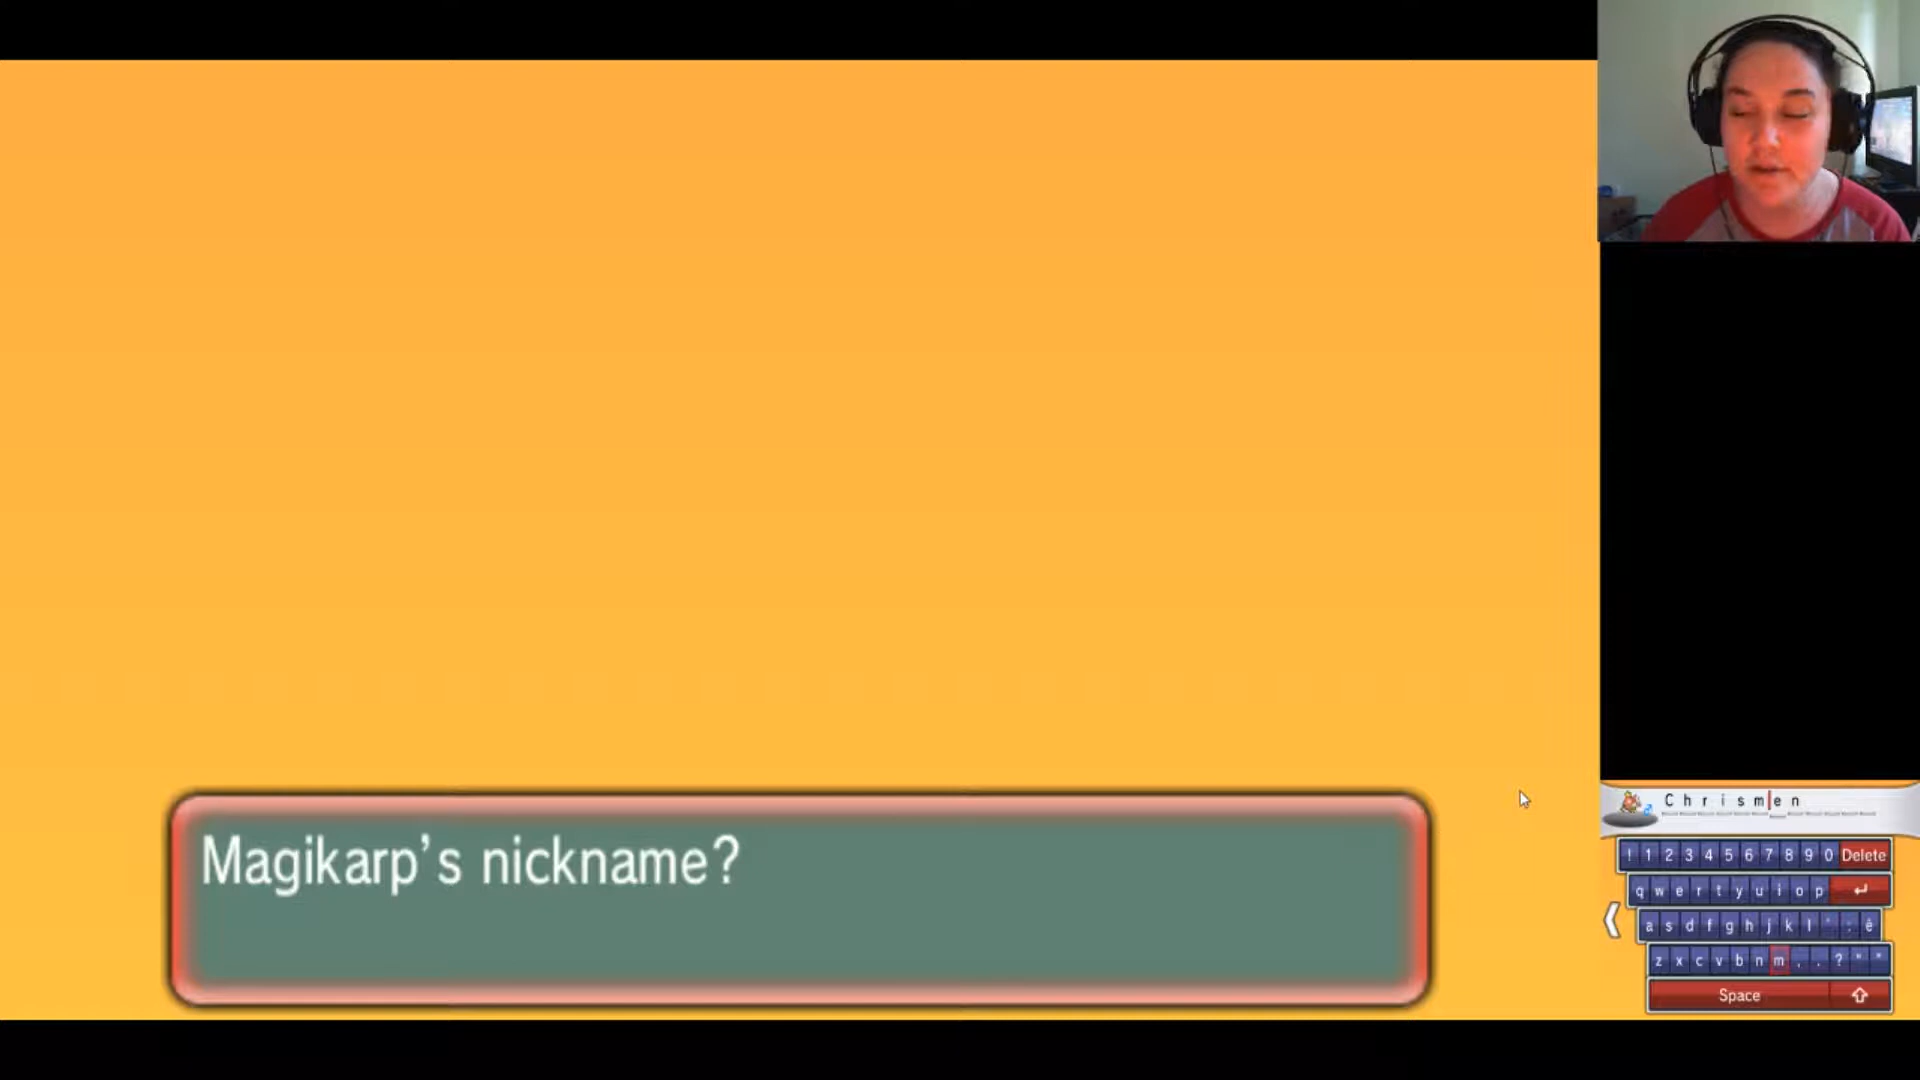 Magikarp's nickname?
Chrismen
! 1 2 3 4 5 6 7 8 9 0 Delete
q w e r t y u i o p
a s d f g h j k l ' : é
z x c v b n m , . ? “ ”
Space